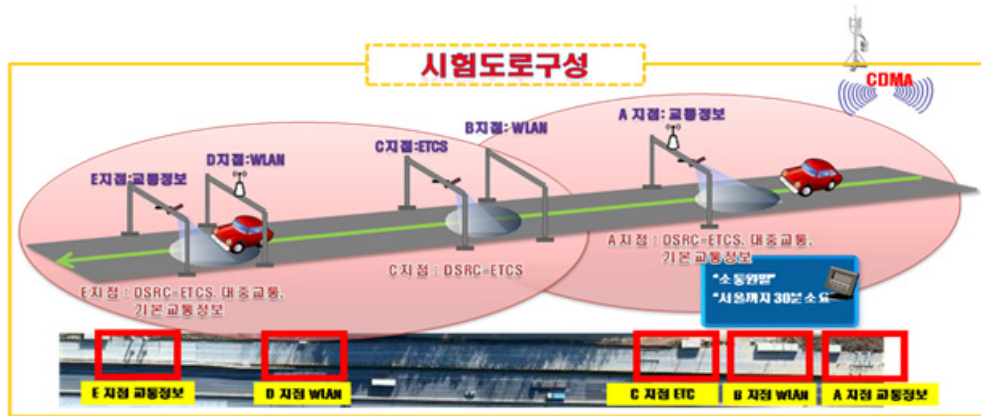 시험도로구성
CDMA
A 지점 : 교통정보
B 지점: WLAN
C지점:ETCS
D지점:WLAN
E지점:교통정보
A 지점 : DSRC=ETCS, 대중교통,
기본교통정보
C지점 : DSRC=ETCS
E지점 : DSRC=ETCS, 대중교통,
기본교통정보
"소통원할"
"서울까지 30분 소요"
E 지점 교통정보
D 지점 WLAN
C 지점 ETC
B 지점 WLAN
A 지점 교통정보